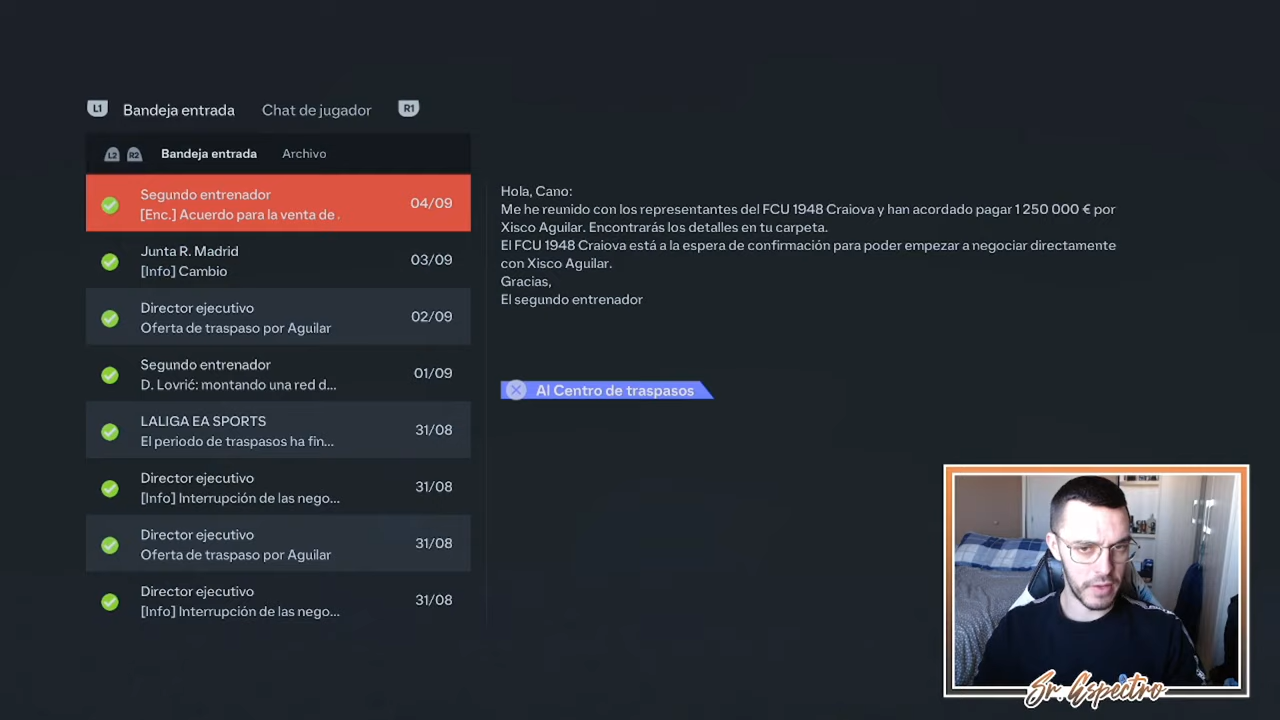 L1 Bandeja entrada Chat de jugador R1
L2 R2 Bandeja entrada Archivo
Segundo entrenador
[Enc.] Acuerdo para la venta de . 04/09
Junta R. Madrid
[Info] Cambio 03/09
Director ejecutivo
Oferta de traspaso por Aguilar 02/09
Segundo entrenador
D. Lovrić: montando una red d... 01/09
LALIGA EA SPORTS
El periodo de traspasos ha fin... 31/08
Director ejecutivo
[Info] Interrupción de las nego... 31/08
Director ejecutivo
Oferta de traspaso por Aguilar 31/08
Director ejecutivo
[Info] Interrupción de las nego... 31/08
Hola, Cano:
Me he reunido con los representantes del FCU 1948 Craiova y han acordado pagar 1 250 000 € por
Xisco Aguilar. Encontrarás los detalles en tu carpeta.
El FCU 1948 Craiova está a la espera de confirmación para poder empezar a negociar directamente
con Xisco Aguilar.
Gracias,
El segundo entrenador
Al Centro de traspasos
Sr. Aspectro